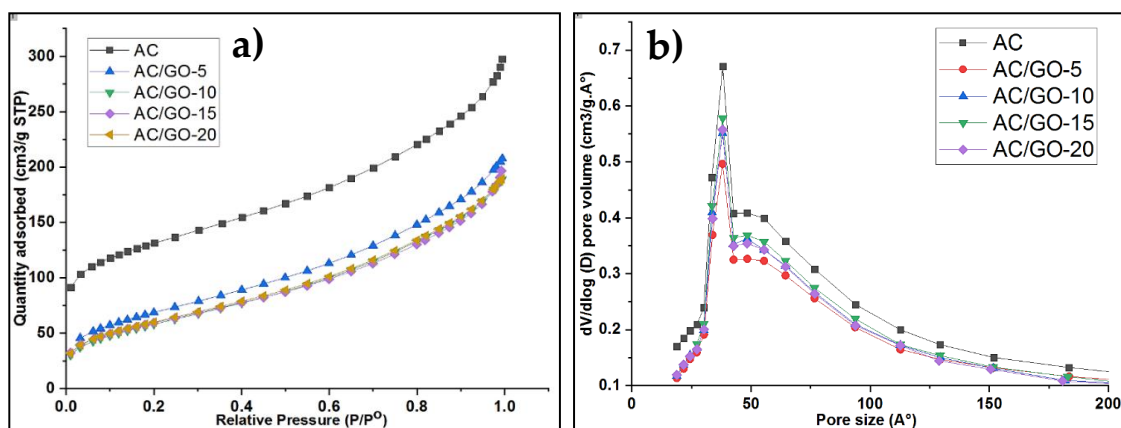 a)
AC
AC/GO-5
AC/GO-10
AC/GO-15
AC/GO-20
Quantity adsorbed (cm3/g STP)
300
250
200
150
100
50
0
0.0 0.2 0.4 0.6 0.8 1.0
Relative Pressure (P/P⁰)
b)
AC
AC/GO-5
AC/GO-10
AC/GO-15
AC/GO-20
dV/dlog (D) pore volume (cm3/g.A°)
0.7
0.6
0.5
0.4
0.3
0.2
0.1
0 50 100 150 200
Pore size (A°)